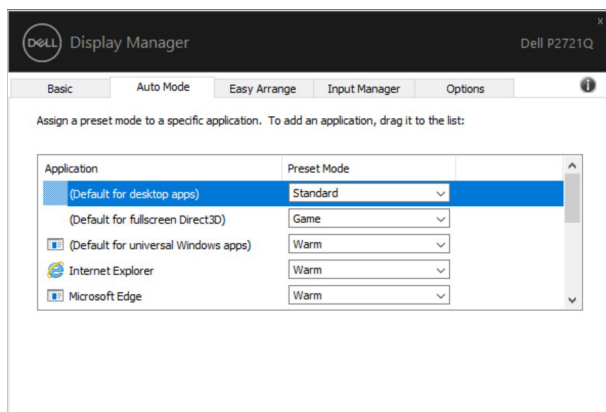 x
DELL Display Manager Dell P2721Q
Basic Auto Mode Easy Arrange Input Manager Options i
Assign a preset mode to a specific application. To add an application, drag it to the list:
Application Preset Mode
(Default for desktop apps) Standard
(Default for fullscreen Direct3D) Game
(Default for universal Windows apps) Warm
Internet Explorer Warm
Microsoft Edge Warm